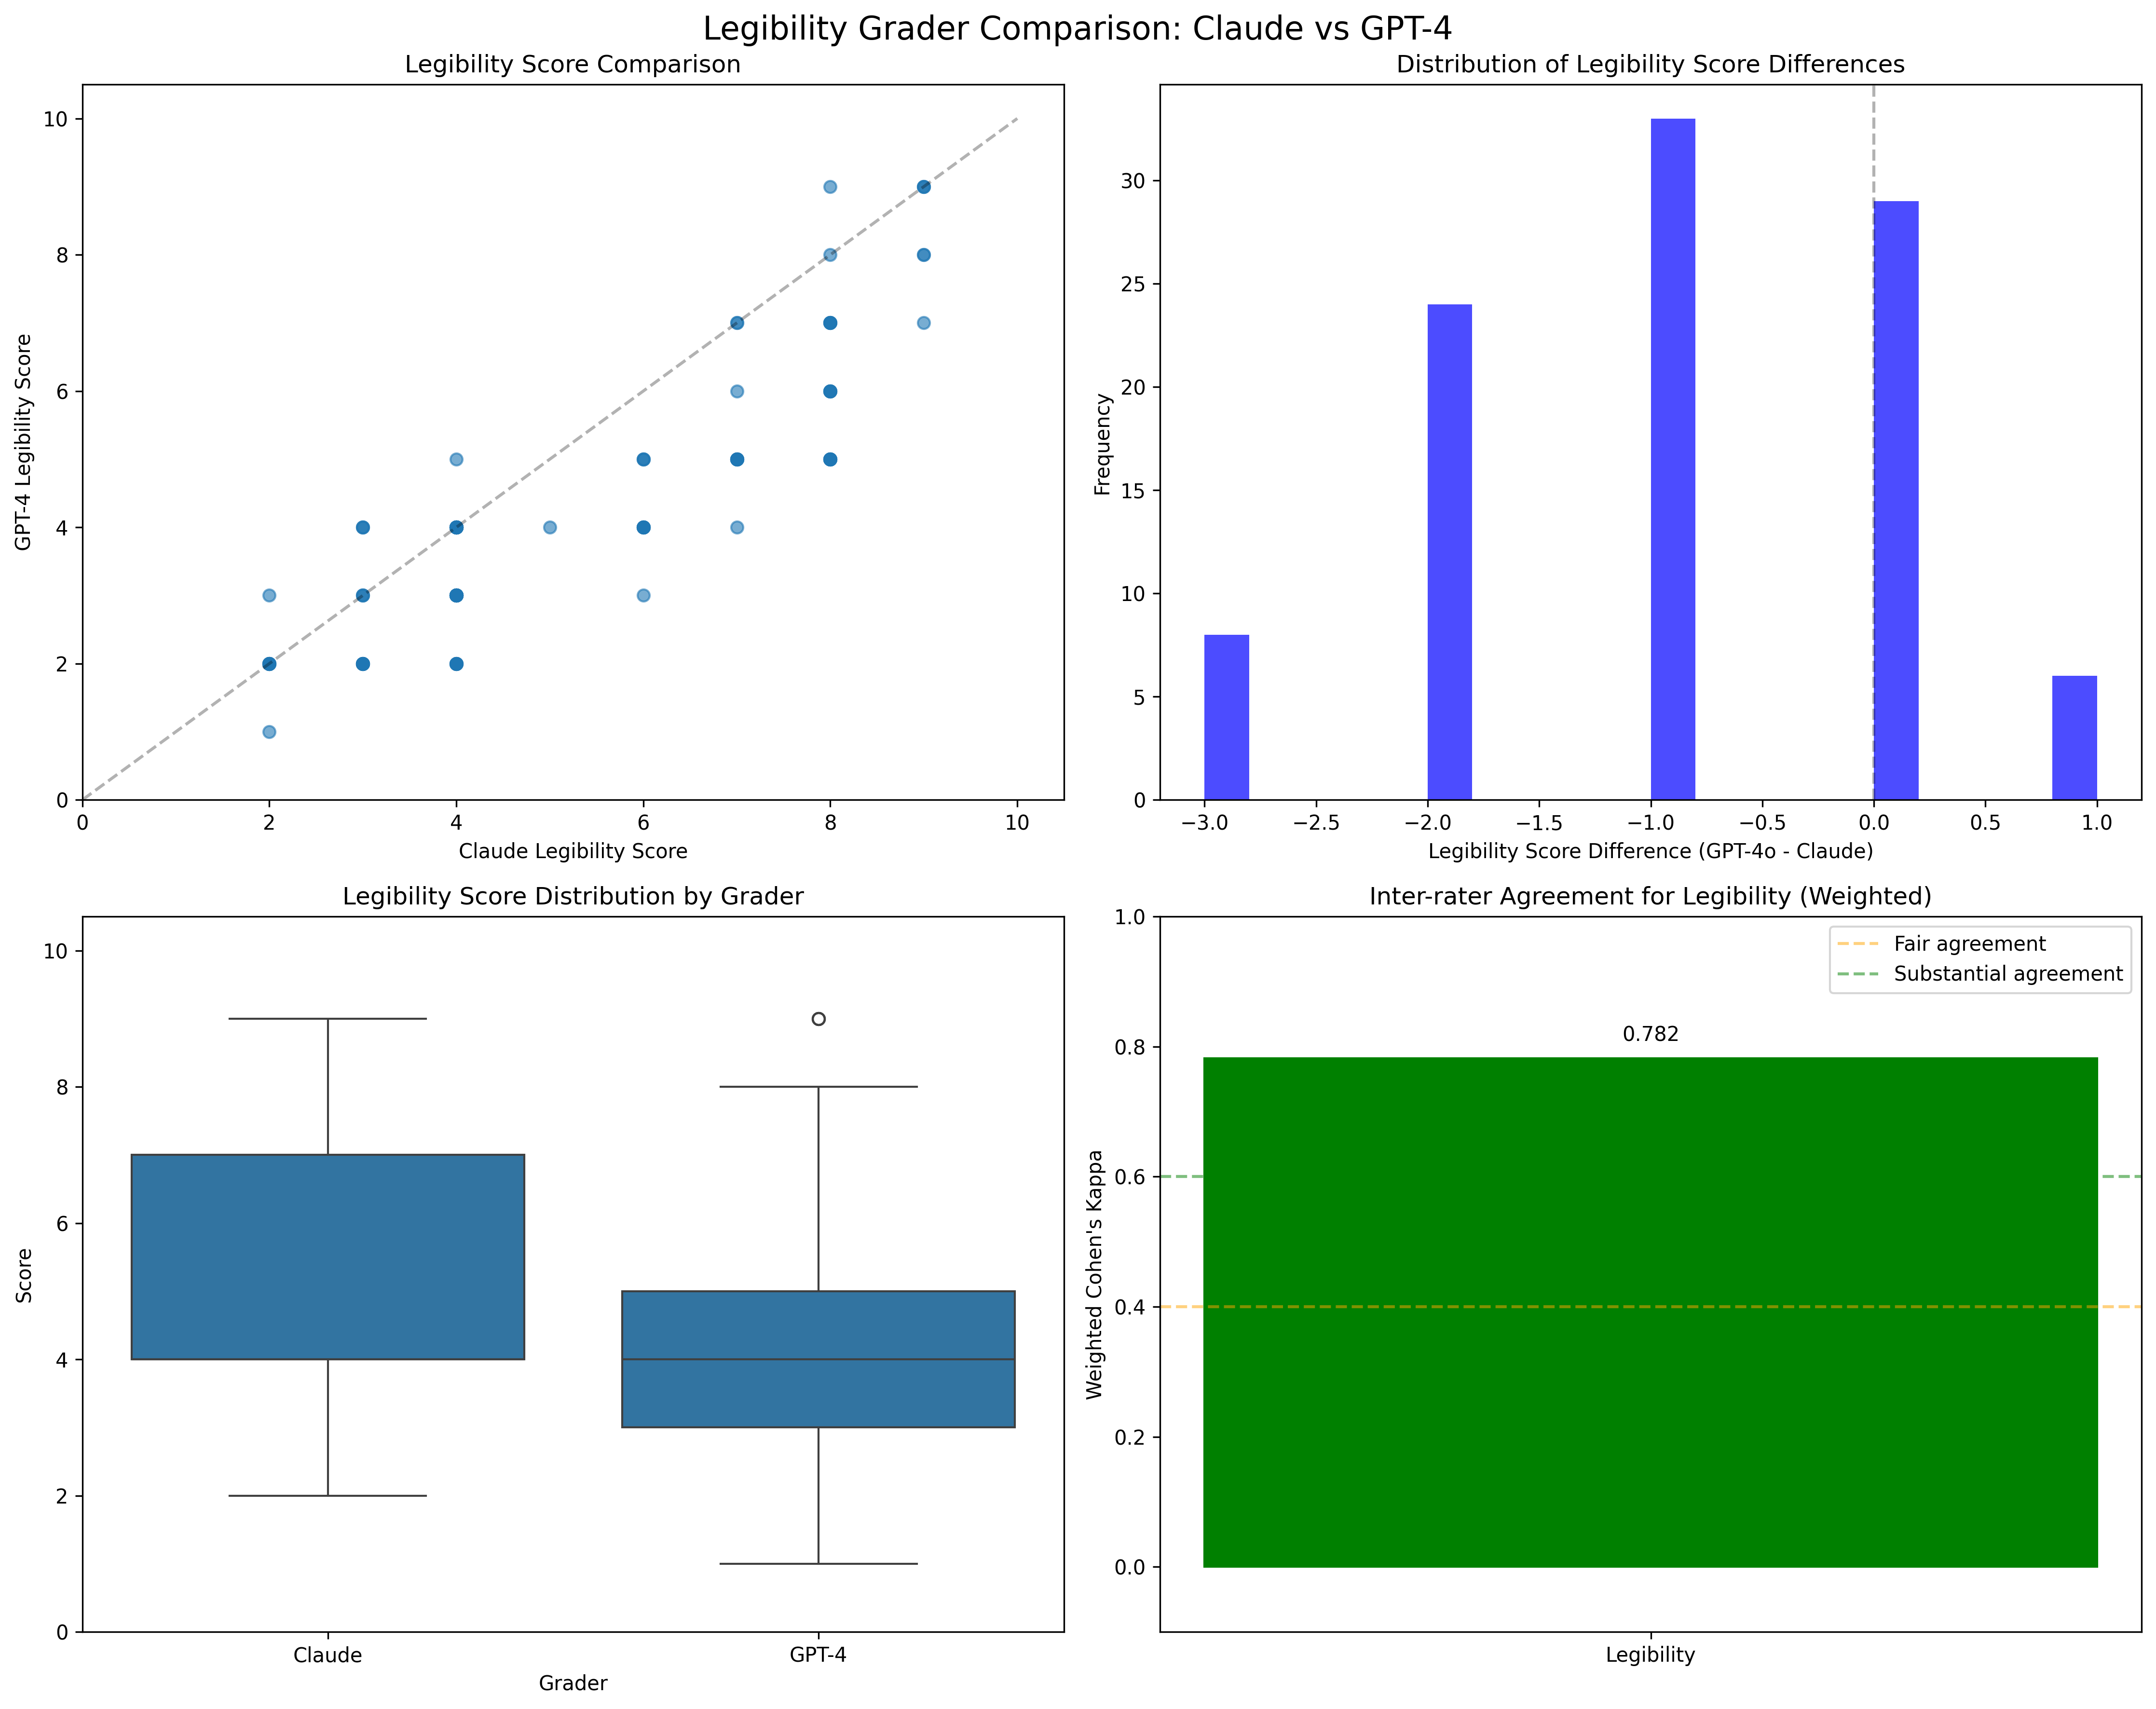 Legibility Grader Comparison: Claude vs GPT-4
Legibility Score Comparison
10
8
6
4
2
0
GPT-4 Legibility Score
0 2 4 6 8 10
Claude Legibility Score
Distribution of Legibility Score Differences
30
25
20
15
10
5
0
Frequency
−3.0 −2.5 −2.0 −1.5 −1.0 −0.5 0.0 0.5 1.0
Legibility Score Difference (GPT-4o - Claude)
Legibility Score Distribution by Grader
10
8
6
4
2
0
Score
Claude GPT-4
Grader
Inter-rater Agreement for Legibility (Weighted)
Fair agreement
Substantial agreement
0.782
1.0
0.8
0.6
0.4
0.2
0.0
Weighted Cohen's Kappa
Legibility